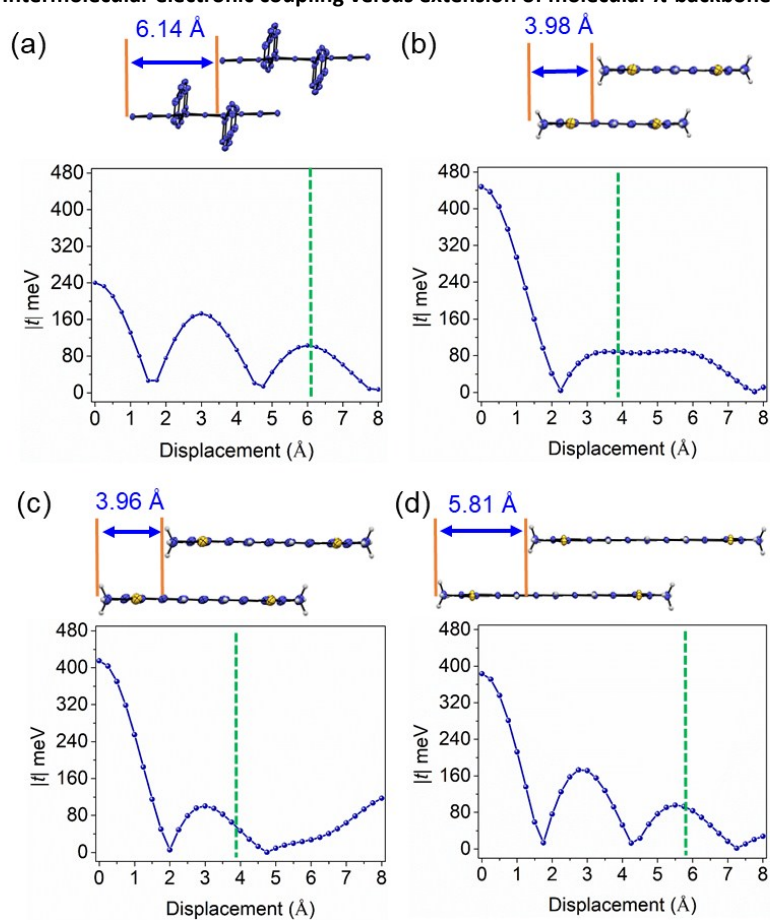 Intermolecular electronic coupling versus extension of molecular π-backbone
(a) 6.14 Å
(b) 3.98 Å
480
400
320
240
160
80
0
|t| meV
0 1 2 3 4 5 6 7 8
Displacement (Å)
480
400
320
240
160
80
0
|t| meV
0 1 2 3 4 5 6 7 8
Displacement (Å)
(c) 3.96 Å
(d) 5.81 Å
480
400
320
240
160
80
0
|t| meV
0 1 2 3 4 5 6 7 8
Displacement (Å)
480
400
320
240
160
80
0
|t| meV
0 1 2 3 4 5 6 7 8
Displacement (Å)